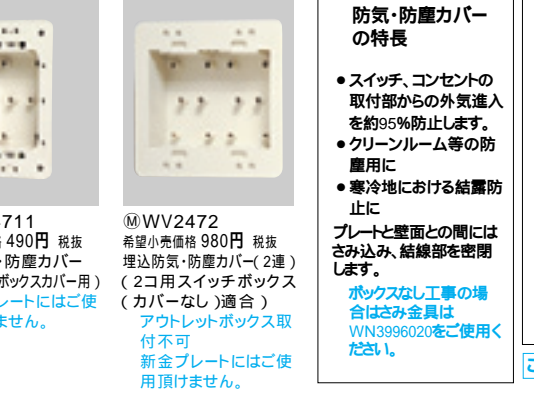 711
490円 税抜
・防塵カバー
ボックスカバー用)
レートにはご使
ません。
ⓂWV2472
希望小売価格 980円 税抜
埋込防気・防塵カバー(2連)
(2コ用スイッチボックス
(カバーなし)適合)
アウトレットボックス取
付不可
新金プレートにはご使
用頂けません。
防気・防塵カバー
の特長
●スイッチ、コンセントの
取付部からの外気進入
を約95%防止します。
●クリーンルーム等の防
塵用に
●寒冷地における結露防
止に
プレートと壁面との間には
さみ込み、結線部を密閉
します。
ボックスなし工事の場
合はさみ金具は
WN3996020をご使用く
ださい。